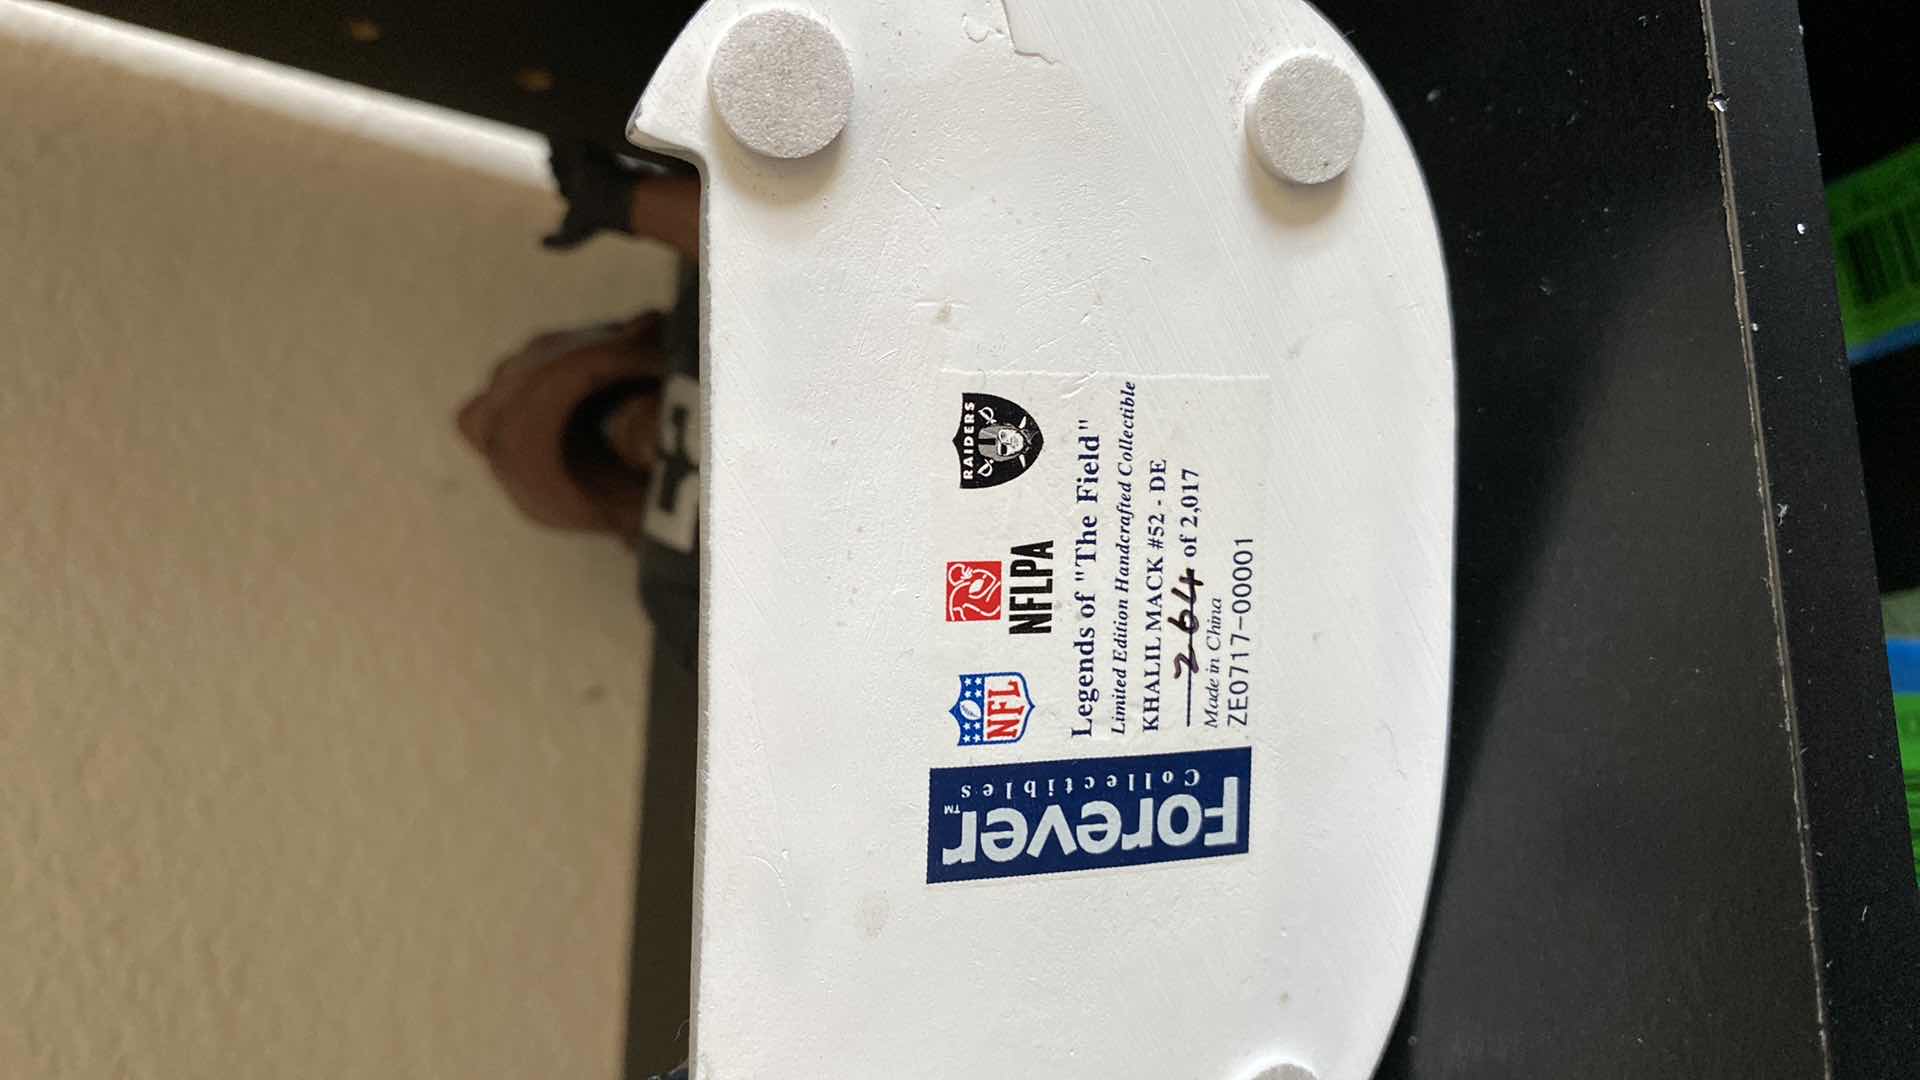 Forever™
Collectibles
NFL
NFLPA
RAIDERS
Legends of "The Field"
Limited Edition Handcrafted Collectible
KHALIL MACK #52 - DE
264 of 2,017
Made in China
ZE0717-00001
52